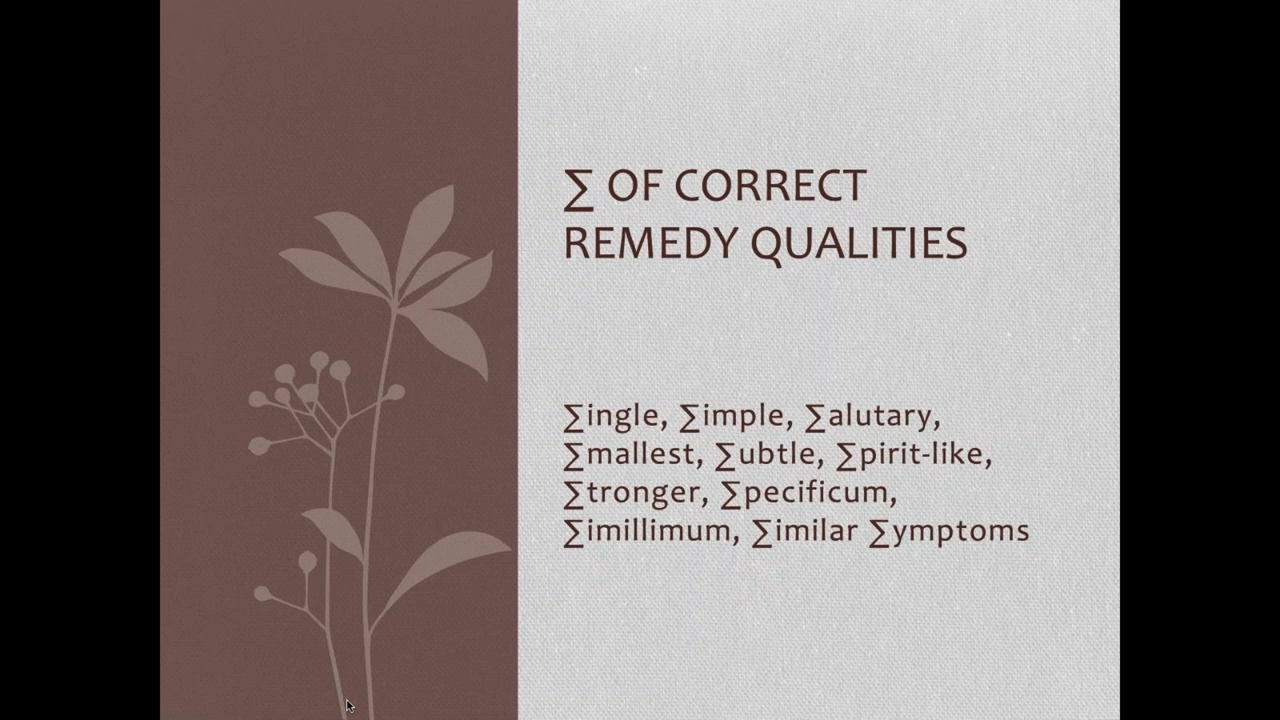 ∑ OF CORRECT
REMEDY QUALITIES
∑ingle, ∑imple, ∑alutary,
∑mallest, ∑ubtle, ∑pirit-like,
∑tronger, ∑pecificum,
∑imillimum, ∑imilar ∑ymptoms